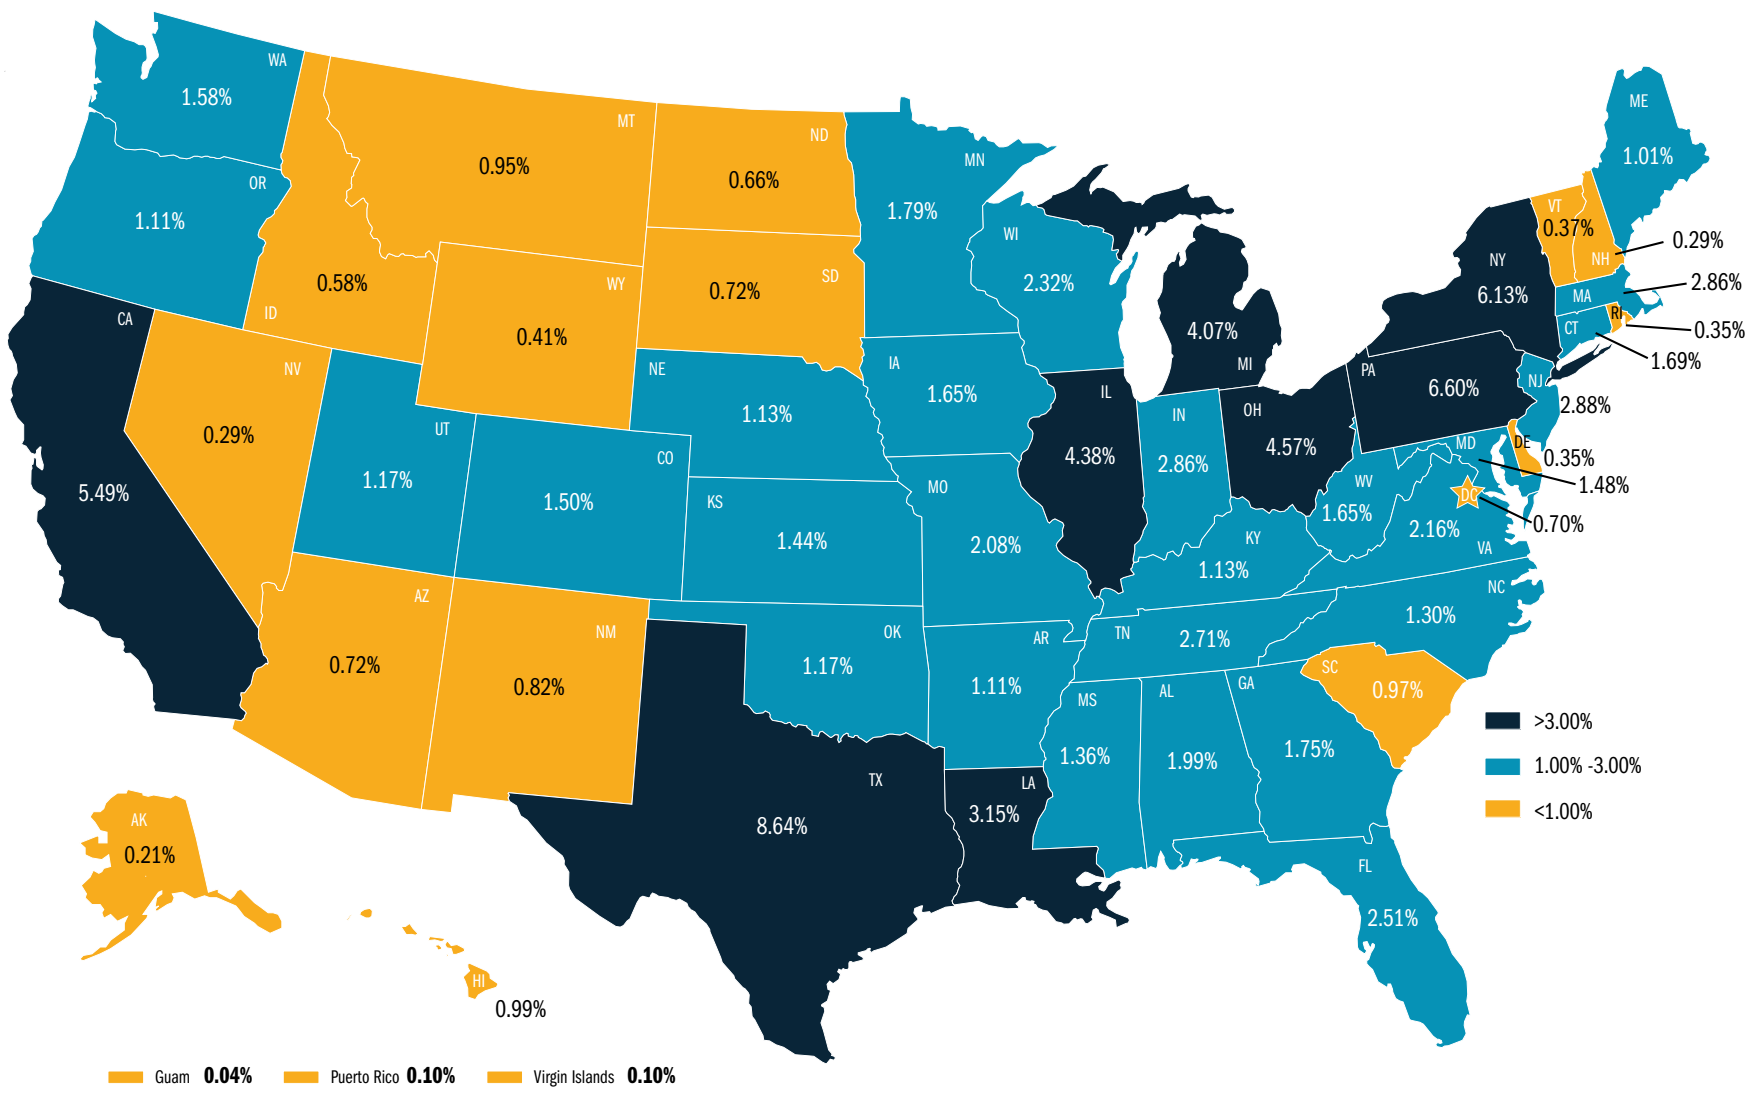 WA
1.58%
OR
1.11%
CA
5.49%
ID
0.58%
NV
0.29%
MT
0.95%
WY
0.41%
UT
1.17%
AZ
0.72%
CO
1.50%
NM
0.82%
ND
0.66%
SD
0.72%
NE
1.13%
KS
1.44%
OK
1.17%
TX
8.64%
MN
1.79%
IA
1.65%
MO
2.08%
AR
1.11%
LA
3.15%
WI
2.32%
IL
4.38%
MI
4.07%
IN
2.86%
OH
4.57%
KY
1.13%
TN
2.71%
MS
1.36%
AL
1.99%
GA
1.75%
FL
2.51%
SC
0.97%
NC
1.30%
VA
2.16%
WV
1.65%
PA
6.60%
NY
6.13%
VT
0.37%
NH
0.29%
ME
1.01%
MA
2.86%
RI
0.35%
CT
1.69%
NJ
2.88%
DE
0.35%
MD
1.48%
DC
0.70%
AK
0.21%
HI
0.99%
>3.00%
1.00% -3.00%
<1.00%
Guam 0.04% Puerto Rico 0.10% Virgin Islands 0.10%